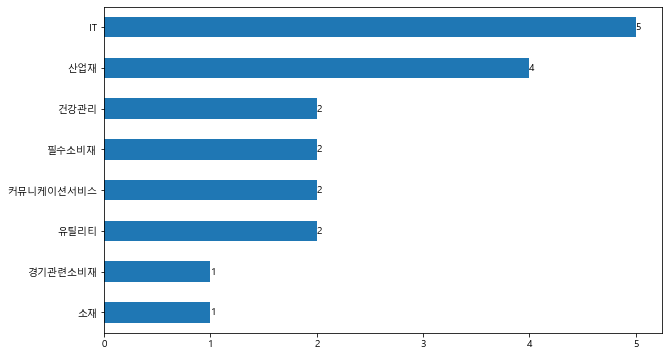 IT 5
산업재 4
건강관리 2
필수소비재 2
커뮤니케이션서비스 2
유틸리티 2
경기관련소비재 1
소재 1
0 1 2 3 4 5